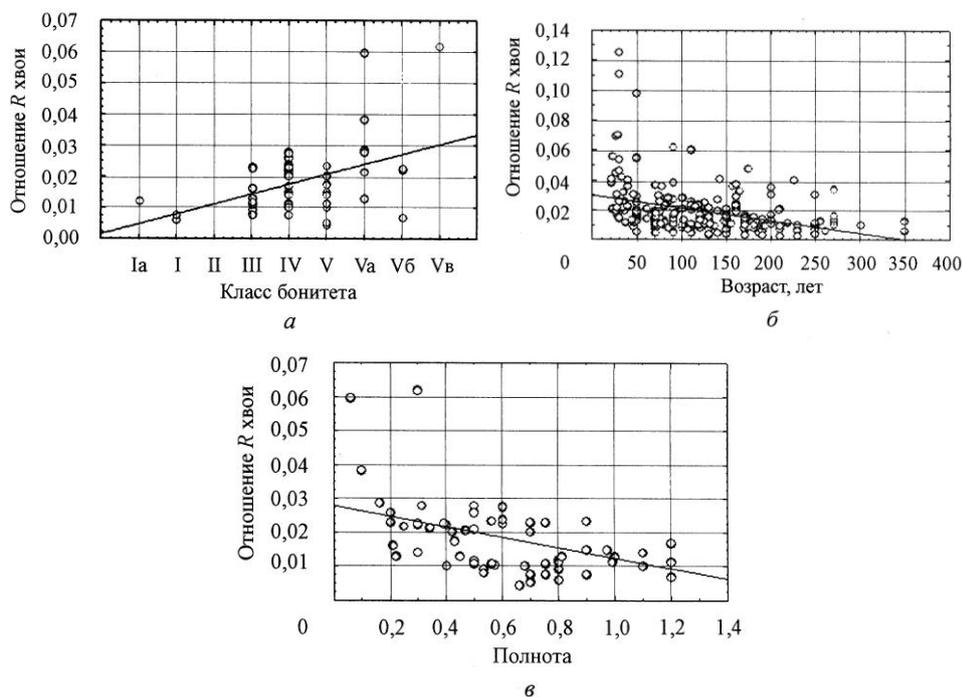 0,07
0,06
0,05
0,04
0,03
0,02
0,01
0,00
Отношение R хвои
Iа I II III IV V Vа Vб Vв
Класс бонитета
а
0,14
0,12
0,10
0,08
0,06
0,04
0,02
Отношение R хвои
0 50 100 150 200 250 300 350 400
Возраст, лет
б
0,07
0,06
0,05
0,04
0,03
0,02
0,01
Отношение R хвои
0 0,2 0,4 0,6 0,8 1,0 1,2 1,4
Полнота
в